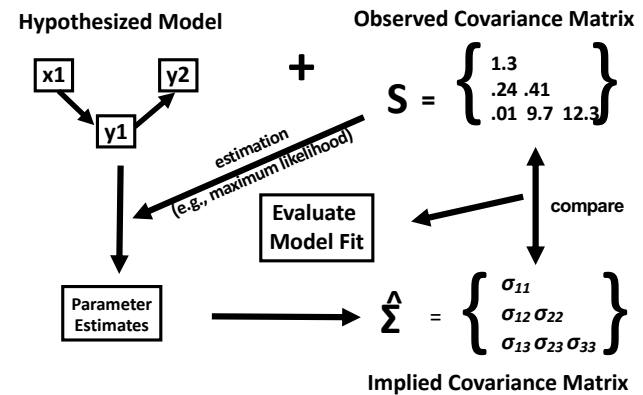 Hypothesized Model
Observed Covariance Matrix
x1
y2
y1
+
S = { 1.3 }
.24 .41
.01 9.7 12.3
estimation
(e.g., maximum likelihood)
Evaluate
Model Fit
compare
Parameter
Estimates
Σ̂ = { σ11 }
σ12 σ22
σ13 σ23 σ33
Implied Covariance Matrix